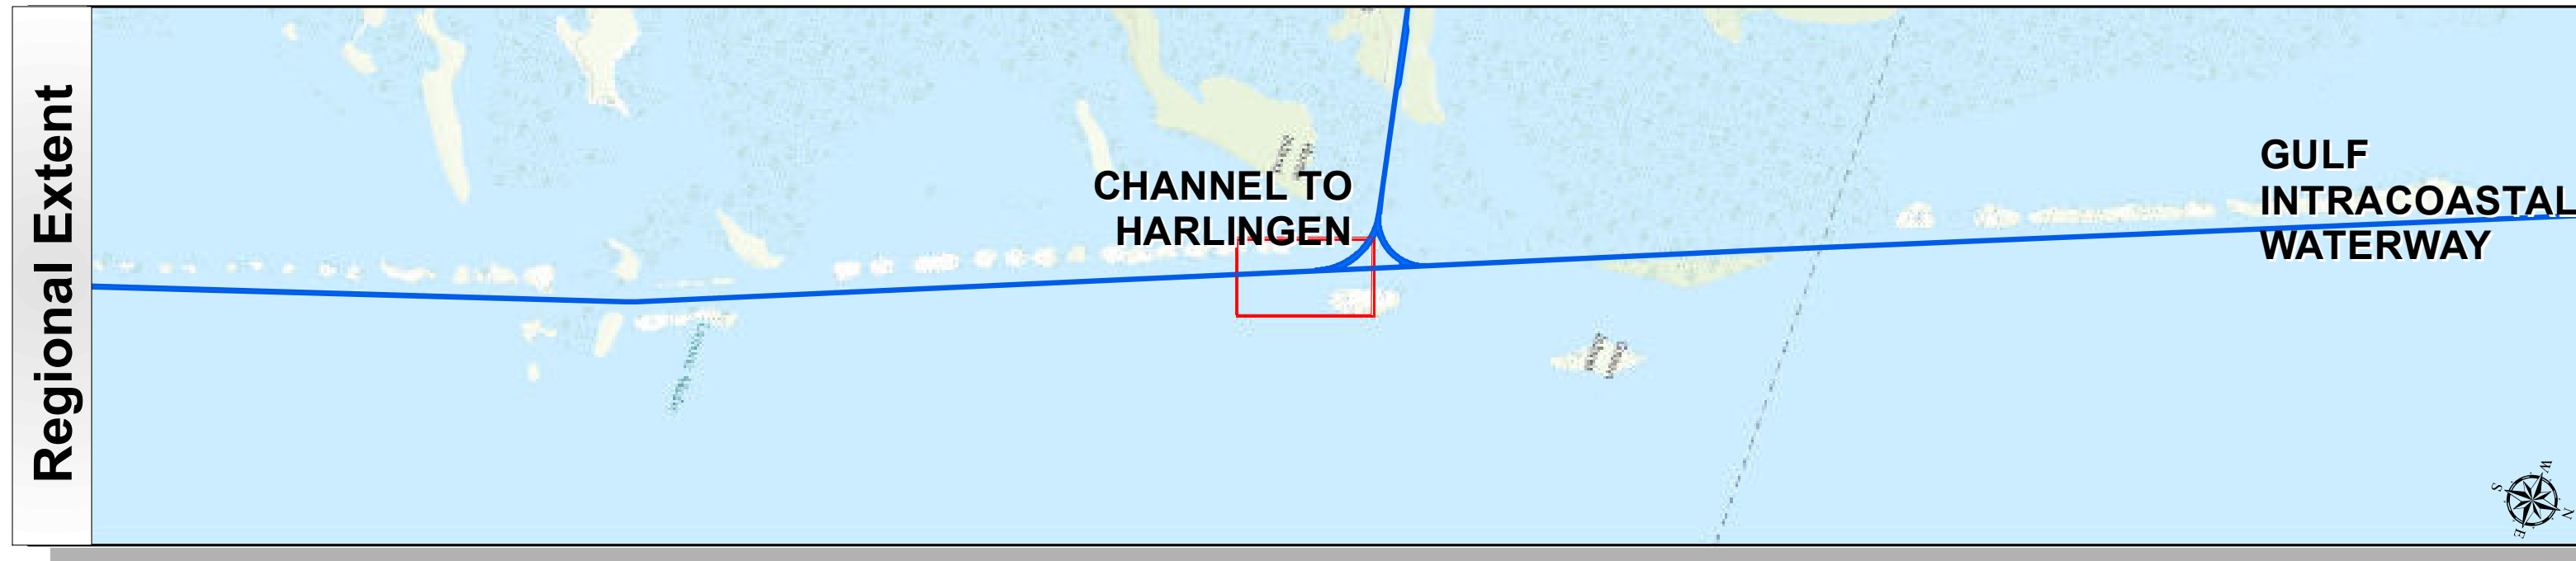 Regional Extent
CHANNEL TO
HARLINGEN
GULF
INTRACOASTAL
WATERWAY
W
S
N
E